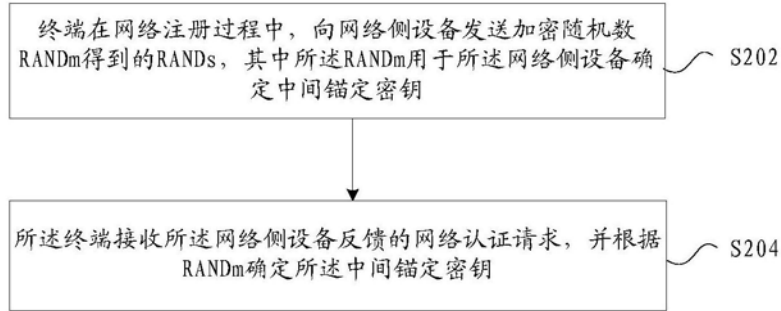 终端在网络注册过程中，向网络侧设备发送加密随机数
RANDm得到的RANDs，其中所述RANDm用于所述网络侧设备确
定中间锚定密钥
S202
所述终端接收所述网络侧设备反馈的网络认证请求，并根据
RANDm确定所述中间锚定密钥
S204